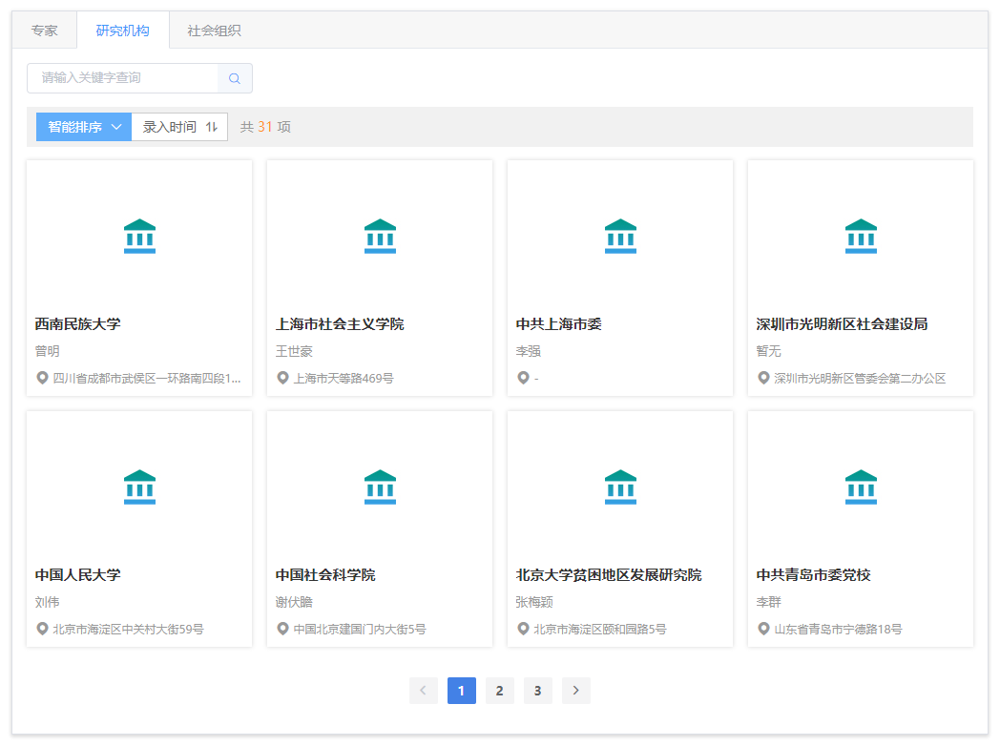 专家 研究机构 社会组织
请输入关键字查询
智能排序 录入时间 共 31 项
西南民族大学
曾明
四川省成都市武侯区一环路南四段1...
上海市社会主义学院
王世豪
上海市天等路469号
中共上海市委
李强
-
深圳市光明新区社会建设局
暂无
深圳市光明新区管委会第二办公区
中国人民大学
刘伟
北京市海淀区中关村大街59号
中国社会科学院
谢伏瞻
中国北京建国门内大街5号
北京大学贫困地区发展研究院
张梅颖
北京市海淀区颐和园路5号
中共青岛市委党校
李群
山东省青岛市宁德路18号
< 1 2 3 >